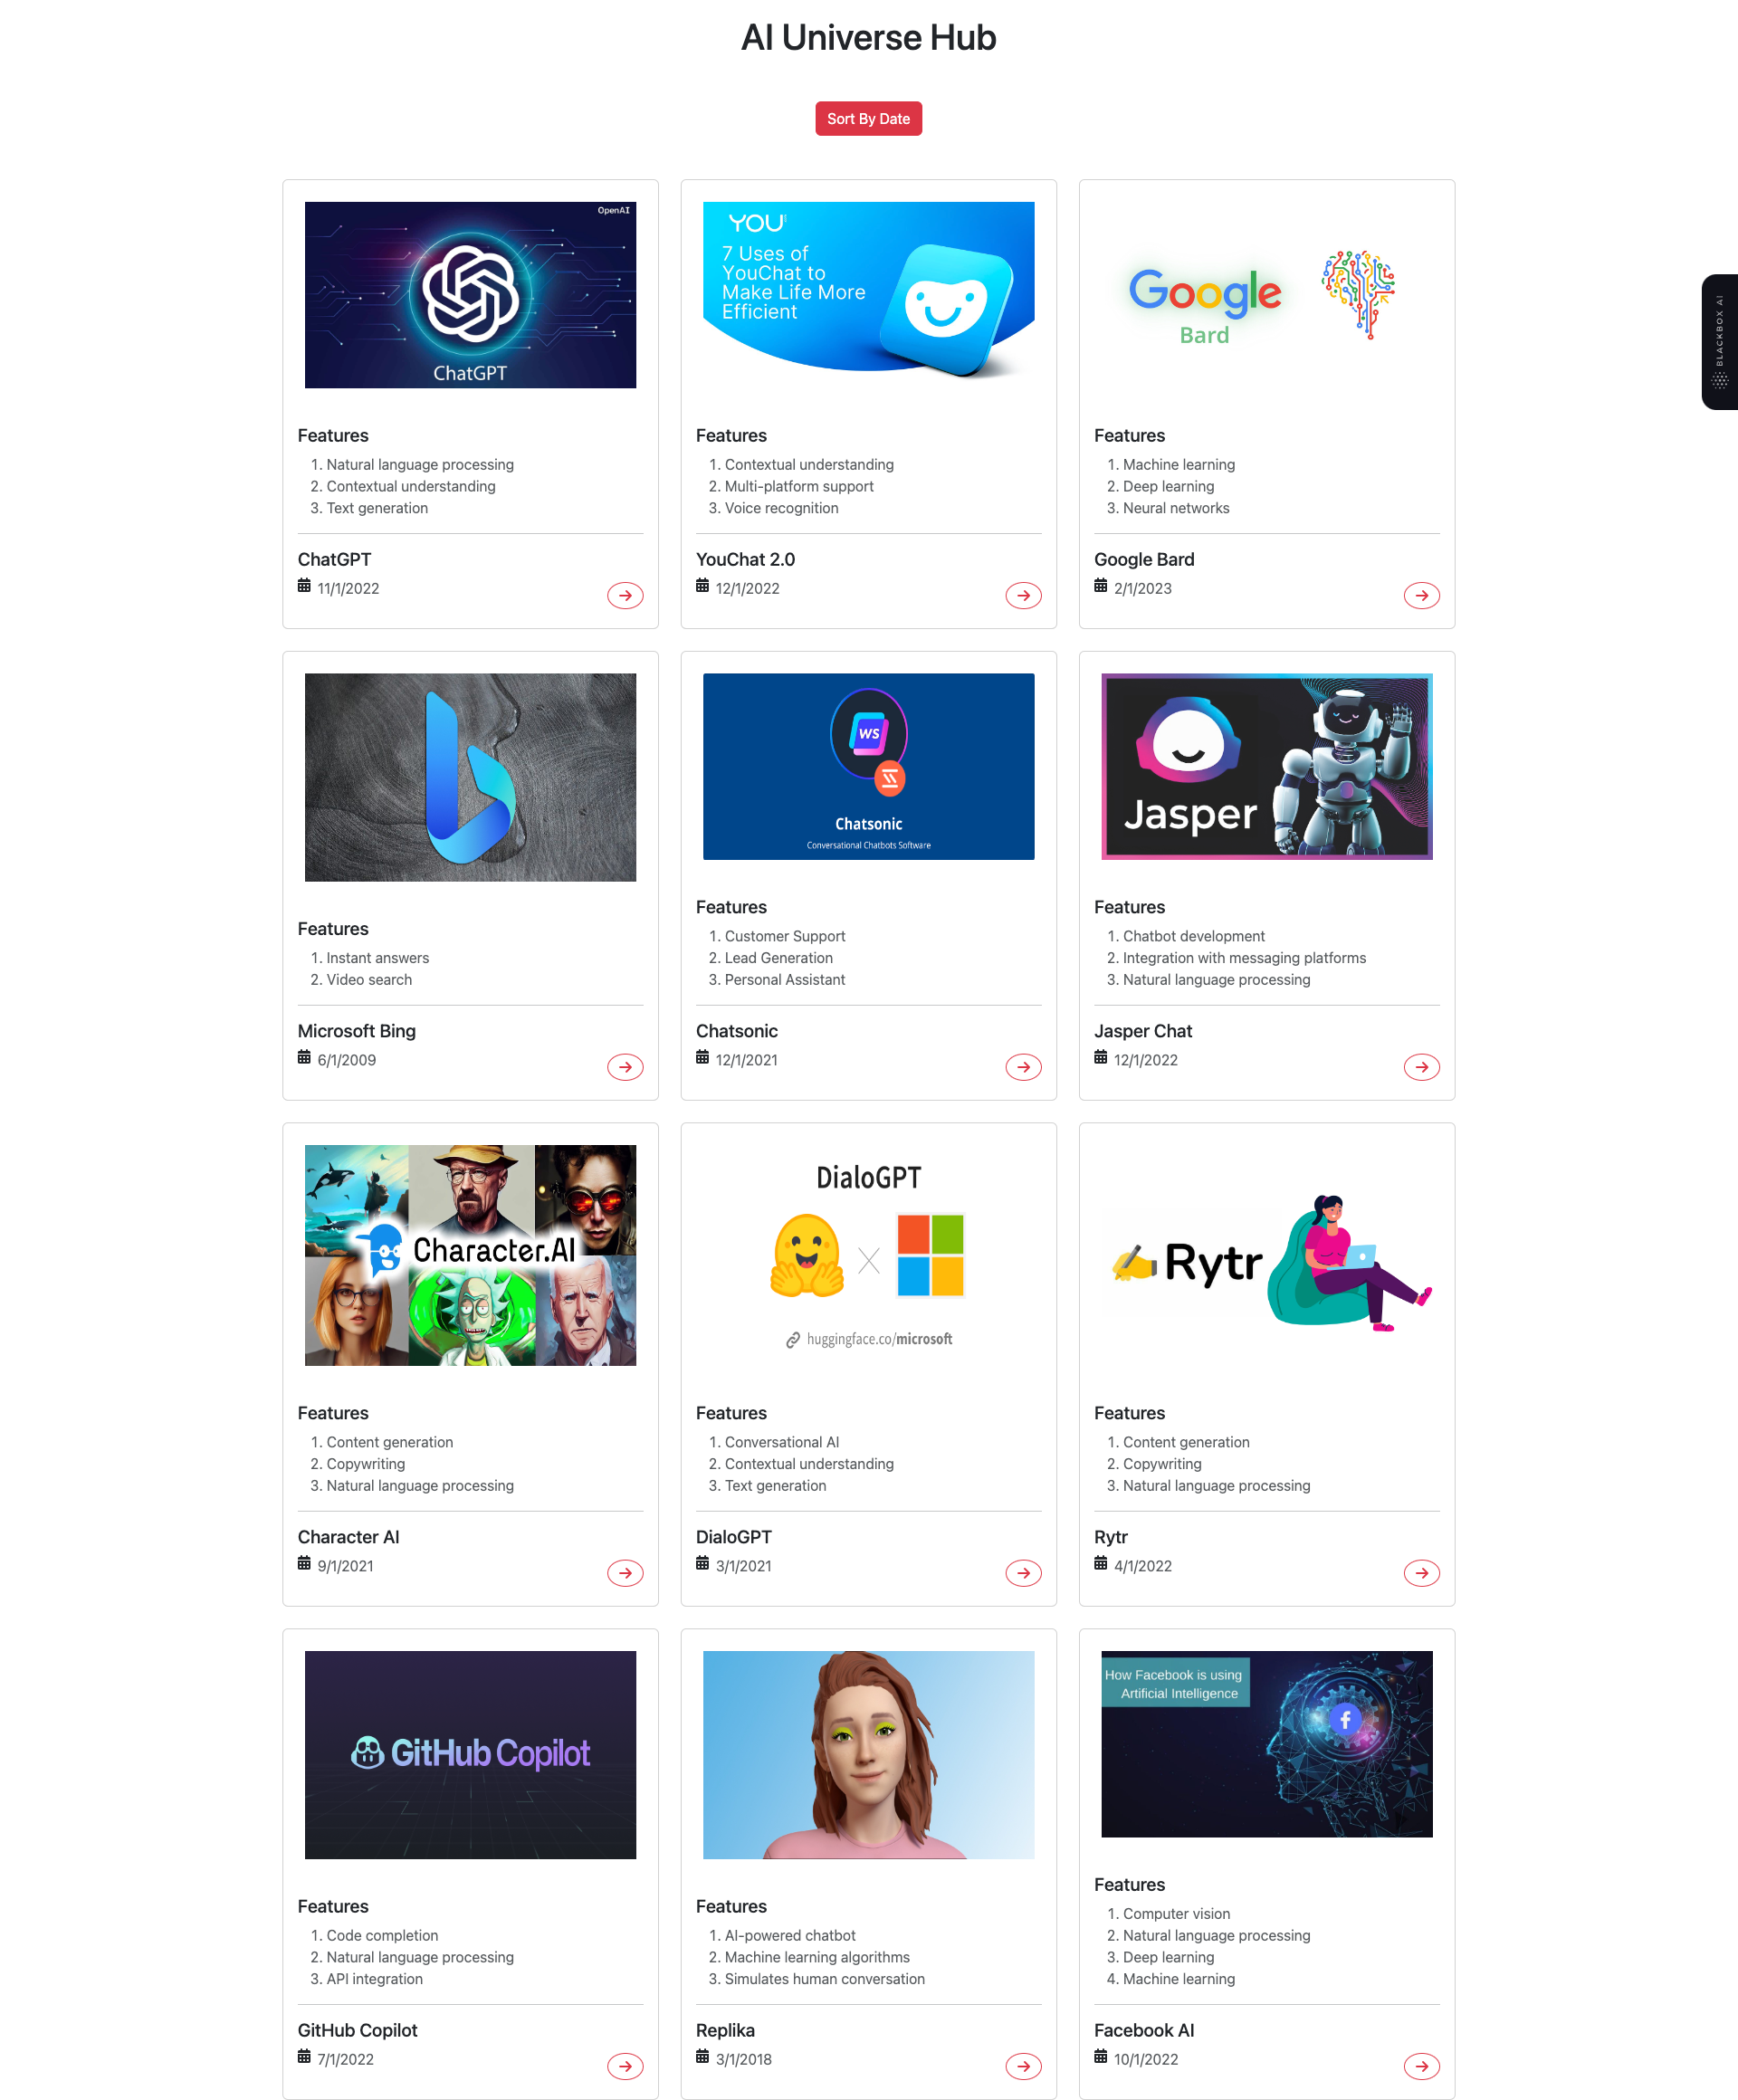 AI Universe Hub
Sort By Date
OpenAI
ChatGPT
Features
1. Natural language processing
2. Contextual understanding
3. Text generation
ChatGPT
11/1/2022
YOU
7 Uses of
YouChat to
Make Life More
Efficient
Features
1. Contextual understanding
2. Multi-platform support
3. Voice recognition
YouChat 2.0
12/1/2022
Google
Bard
Features
1. Machine learning
2. Deep learning
3. Neural networks
Google Bard
2/1/2023
BLACKBOX AI
Features
1. Instant answers
2. Video search
Microsoft Bing
6/1/2009
WS
Chatsonic
Conversational Chatbots Software
Features
1. Customer Support
2. Lead Generation
3. Personal Assistant
Chatsonic
12/1/2021
Jasper
Features
1. Chatbot development
2. Integration with messaging platforms
3. Natural language processing
Jasper Chat
12/1/2022
Character.AI
Features
1. Content generation
2. Copywriting
3. Natural language processing
Character AI
9/1/2021
DialoGPT
huggingface.co/microsoft
Features
1. Conversational AI
2. Contextual understanding
3. Text generation
DialoGPT
3/1/2021
Rytr
Features
1. Content generation
2. Copywriting
3. Natural language processing
Rytr
4/1/2022
GitHub Copilot
Features
1. Code completion
2. Natural language processing
3. API integration
GitHub Copilot
7/1/2022
Features
1. AI-powered chatbot
2. Machine learning algorithms
3. Simulates human conversation
Replika
3/1/2018
How Facebook is using
Artificial Intelligence
f
Features
1. Computer vision
2. Natural language processing
3. Deep learning
4. Machine learning
Facebook AI
10/1/2022